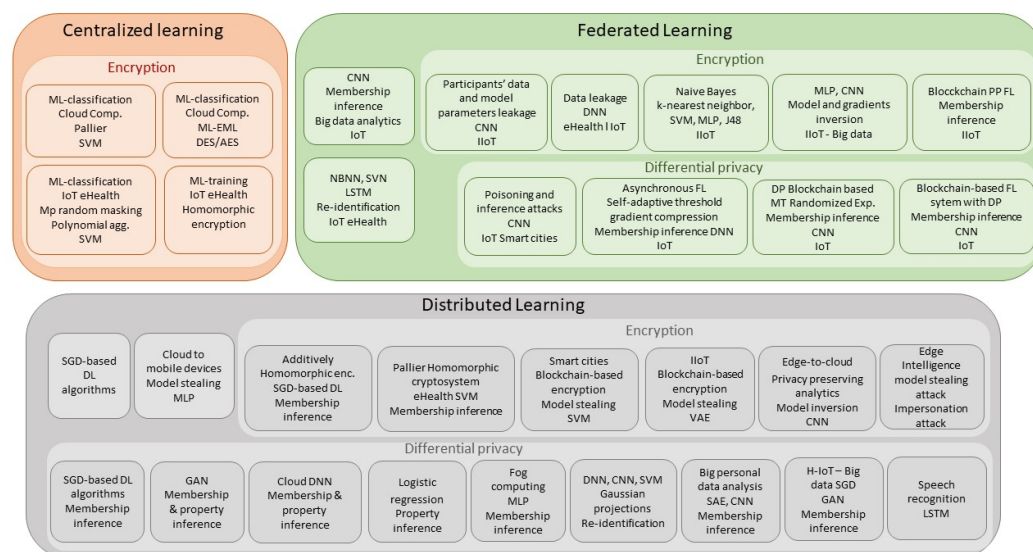 Centralized learning
Encryption
ML-classification
Cloud Comp.
Pallier
SVM
ML-classification
Cloud Comp.
ML-EML
DES/AES
ML-classification
IoT eHealth
Mp random masking
Polynomial agg.
SVM
ML-training
IoT eHealth
Homomorphic
encryption
Federated Learning
CNN
Membership
inference
Big data analytics
IoT
NBNN, SVN
LSTM
Re-identification
IoT eHealth
Encryption
Participants' data
and model
parameters leakage
CNN
IIoT
Data leakage
DNN
eHealth I IoT
Naive Bayes
k-nearest neighbor,
SVM, MLP, J48
IIoT
MLP, CNN
Model and gradients
inversion
IIoT - Big data
Blocckchain PP FL
Membership
inference
IIoT
Differential privacy
Poisoning and
inference attacks
CNN
IoT Smart cities
Asynchronous FL
Self-adaptive threshold
gradient compression
Membership inference DNN
IoT
DP Blockchain based
MT Randomized Exp.
Membership inference
CNN
IoT
Blockchain-based FL
sytem with DP
Membership inference
CNN
IoT
Distributed Learning
SGD-based
DL
algorithms
Cloud to
mobile devices
Model stealing
MLP
Encryption
Additively
Homomorphic enc.
SGD-based DL
Membership
inference
Pallier Homomorphic
cryptosystem
eHealth SVM
Membership inference
Smart cities
Blockchain-based
encryption
Model stealing
SVM
IIoT
Blockchain-based
encryption
Model stealing
VAE
Edge-to-cloud
Privacy preserving
analytics
Model inversion
CNN
Edge
Intelligence
model stealing
attack
Impersonation
attack
Differential privacy
SGD-based DL
algorithms
Membership
inference
GAN
Membership
& property
inference
Cloud DNN
Membership &
property
inference
Logistic
regression
Property
inference
Fog
computing
MLP
Membership
inference
DNN, CNN, SVM
Gaussian
projections
Re-identification
Big personal
data analysis
SAE, CNN
Membership
inference
H-IoT – Big
data SGD
GAN
Membership
inference
Speech
recognition
LSTM